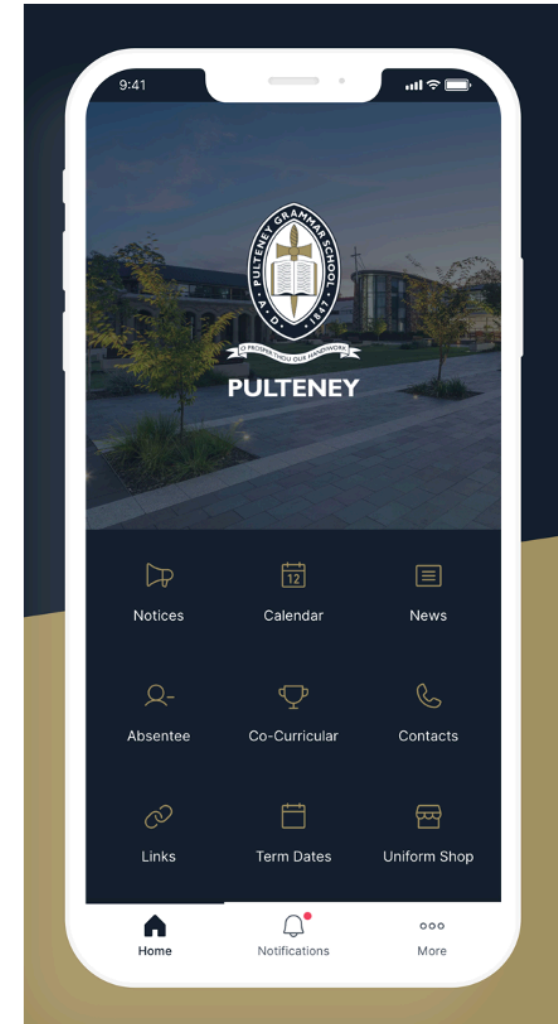 9:41
PULTENEY GRAMMAR SCHOOL
· A · D · 1847 ·
O PROSPER THOU OUR HANDIWORK
PULTENEY
12
Notices Calendar News
Absentee Co-Curricular Contacts
Links Term Dates Uniform Shop
Home Notifications More